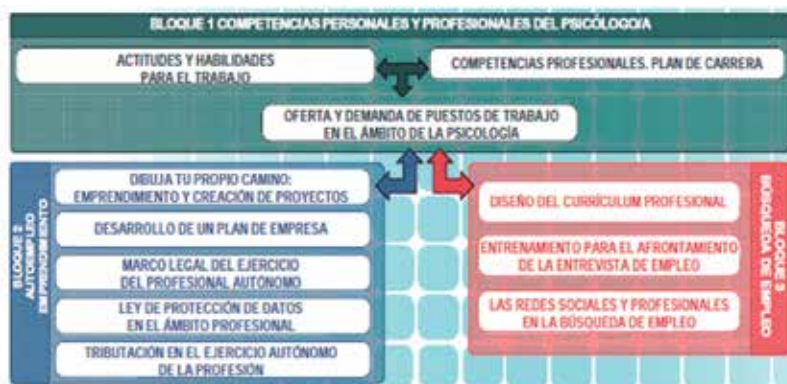 BLOQUE 1 COMPETENCIAS PERSONALES Y PROFESIONALES DEL PSICÓLOGO/A
ACTITUDES Y HABILIDADES
PARA EL TRABAJO
COMPETENCIAS PROFESIONALES. PLAN DE CARRERA
OFERTA Y DEMANDA DE PUESTOS DE TRABAJO
EN EL ÁMBITO DE LA PSICOLOGÍA
BLOQUE 2
AUTOEMPLEO
EMPRENDIMIENTO
DIBUJA TU PROPIO CAMINO:
EMPRENDIMIENTO Y CREACIÓN DE PROYECTOS
DESARROLLO DE UN PLAN DE EMPRESA
MARCO LEGAL DEL EJERCICIO
DEL PROFESIONAL AUTÓNOMO
LEY DE PROTECCIÓN DE DATOS
EN EL ÁMBITO PROFESIONAL
TRIBUTACIÓN EN EL EJERCICIO AUTÓNOMO
DE LA PROFESIÓN
DISEÑO DEL CURRÍCULUM PROFESIONAL
ENTRENAMIENTO PARA EL AFRONTAMIENTO
DE LA ENTREVISTA DE EMPLEO
LAS REDES SOCIALES Y PROFESIONALES
EN LA BÚSQUEDA DE EMPLEO
BLOQUE 3
BÚSQUEDA DE EMPLEO